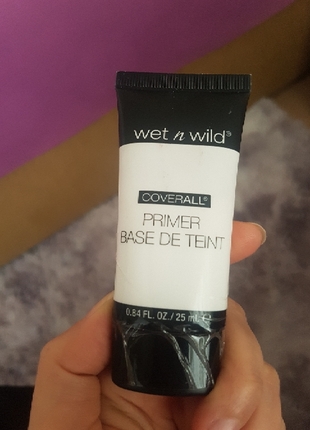 wet n wild®
COVERALL®
PRIMER
BASE DE TEINT
0.84 FL. OZ./25 mL